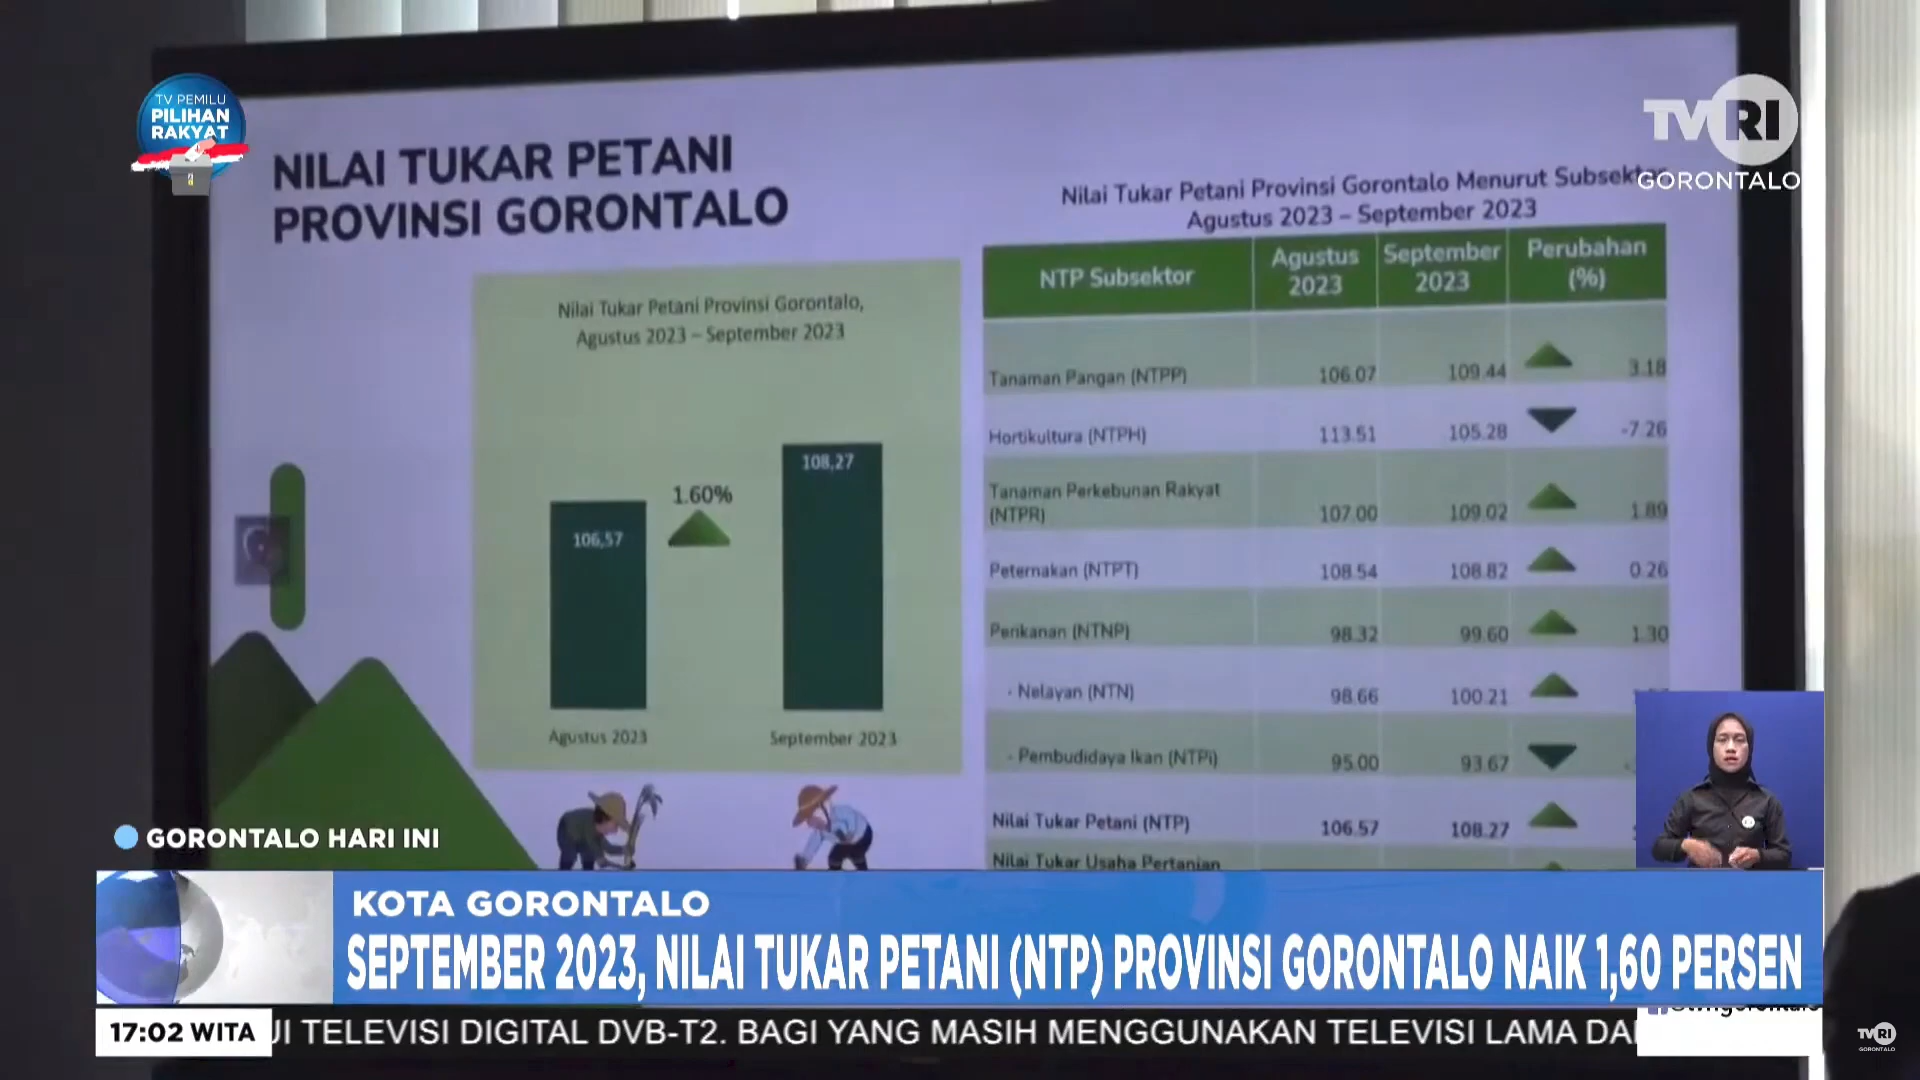 TV PEMILU
PILIHAN
RAKYAT
TVRI
GORONTALO
NILAI TUKAR PETANI
PROVINSI GORONTALO
Nilai Tukar Petani Provinsi Gorontalo,
Agustus 2023 – September 2023
106,57
1.60%
108,27
Agustus 2023
September 2023
Nilai Tukar Petani Provinsi Gorontalo Menurut
Agustus 2023 – September 2023
NTP Subsektor Agustus 2023 September 2023 Perubahan (%)
Tanaman Pangan (NTPP) 106.07 109.44 3.18
Hortikultura (NTPH) 113.51 105.28 -7.26
Tanaman Perkebunan Rakyat
(NTPR) 107.00 109.02 1.89
Peternakan (NTPT) 108.54 108.82 0.26
Perikanan (NTNP) 98.32 99.60 1.30
- Nelayan (NTN) 98.66 100.21
- Pembudidaya Ikan (NTPi) 95.00 93.67
Nilai Tukar Petani (NTP) 106.57 108.27
Nilai Tukar Usaha Pertanian
GORONTALO HARI INI
KOTA GORONTALO
SEPTEMBER 2023, NILAI TUKAR PETANI (NTP) PROVINSI GORONTALO NAIK 1,60 PERSEN
17:02 WITA
TELEVISI DIGITAL DVB-T2. BAGI YANG MASIH MENGGUNAKAN TELEVISI LAMA
TVRI
GORONTALO